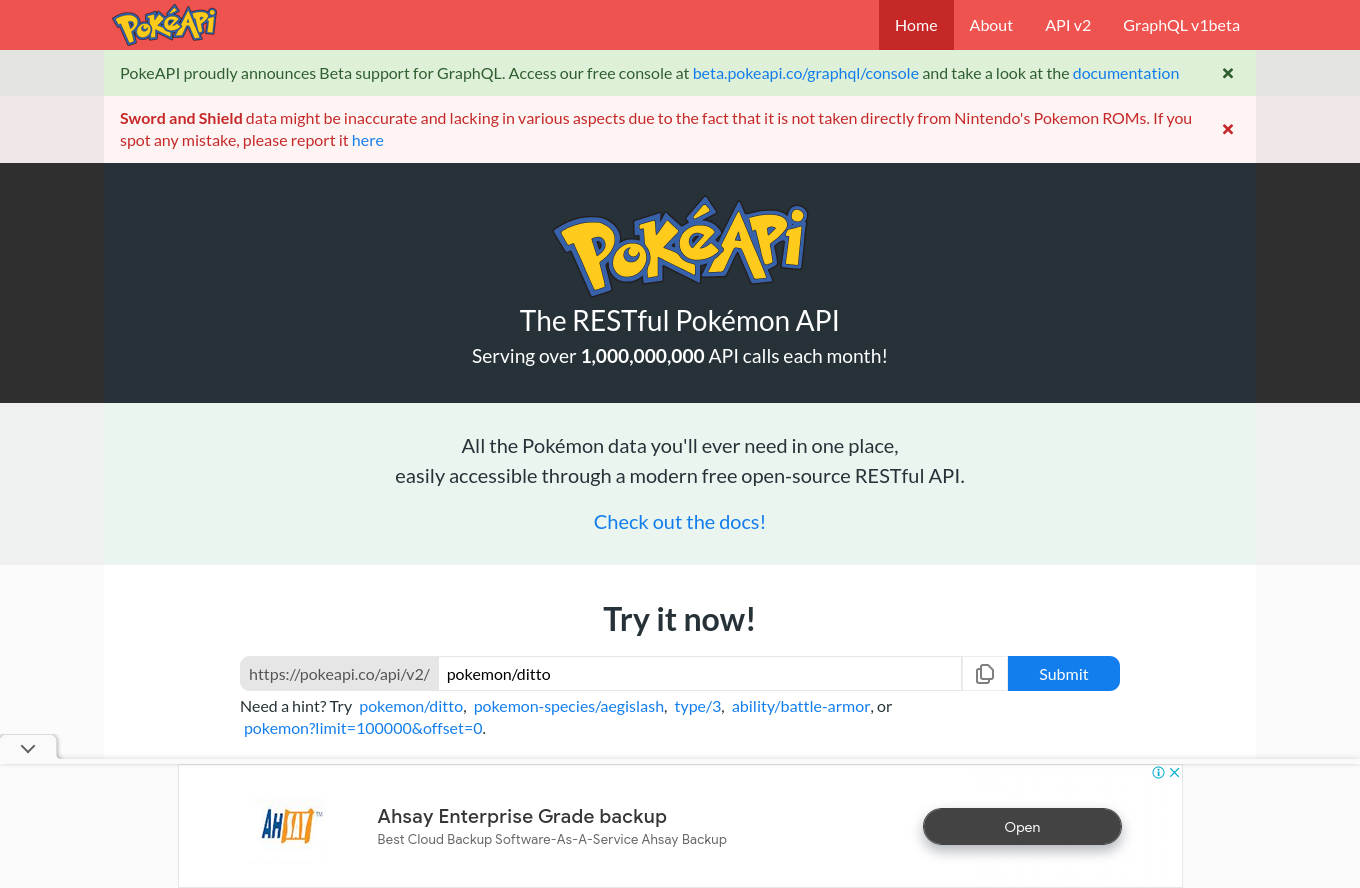 PokéApi
Home
About
API v2
GraphQL v1beta
PokeAPI proudly announces Beta support for GraphQL. Access our free console at beta.pokeapi.co/graphql/console and take a look at the documentation
Sword and Shield data might be inaccurate and lacking in various aspects due to the fact that it is not taken directly from Nintendo's Pokemon ROMs. If you
spot any mistake, please report it here
PokéApi
The RESTful Pokémon API
Serving over 1,000,000,000 API calls each month!
All the Pokémon data you'll ever need in one place,
easily accessible through a modern free open-source RESTful API.
Check out the docs!
Try it now!
https://pokeapi.co/api/v2/
pokemon/ditto
Submit
Need a hint? Try pokemon/ditto, pokemon-species/aegislash, type/3, ability/battle-armor, or
pokemon?limit=100000&offset=0.
AH TM
Ahsay Enterprise Grade backup
Best Cloud Backup Software-As-A-Service Ahsay Backup
Open